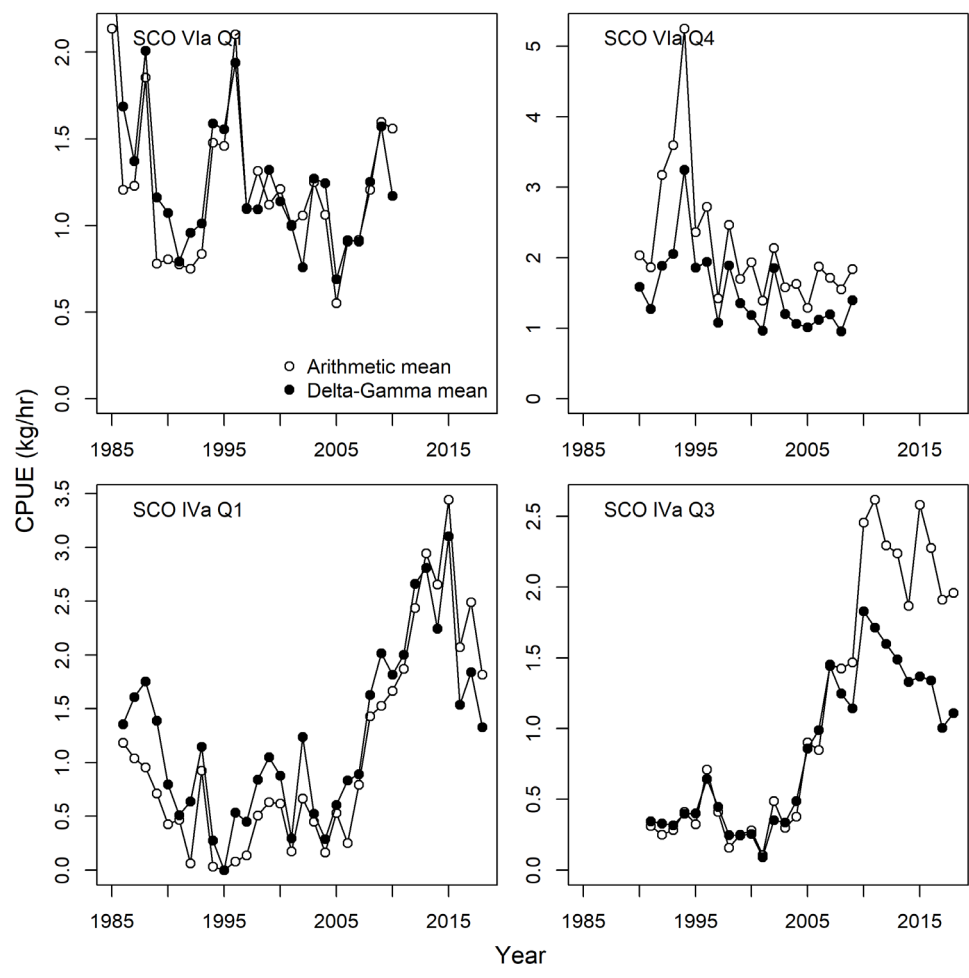 SCO VIa Q1
2.0
1.5
1.0
0.5
0.0
Arithmetic mean
Delta-Gamma mean
1985 1995 2005 2015
SCO VIa Q4
5
4
3
2
1
0
1985 1995 2005 2015
CPUE (kg/hr)
SCO IVa Q1
3.5
3.0
2.5
2.0
1.5
1.0
0.5
0.0
1985 1995 2005 2015
SCO IVa Q3
2.5
2.0
1.5
1.0
0.5
0.0
1985 1995 2005 2015
Year